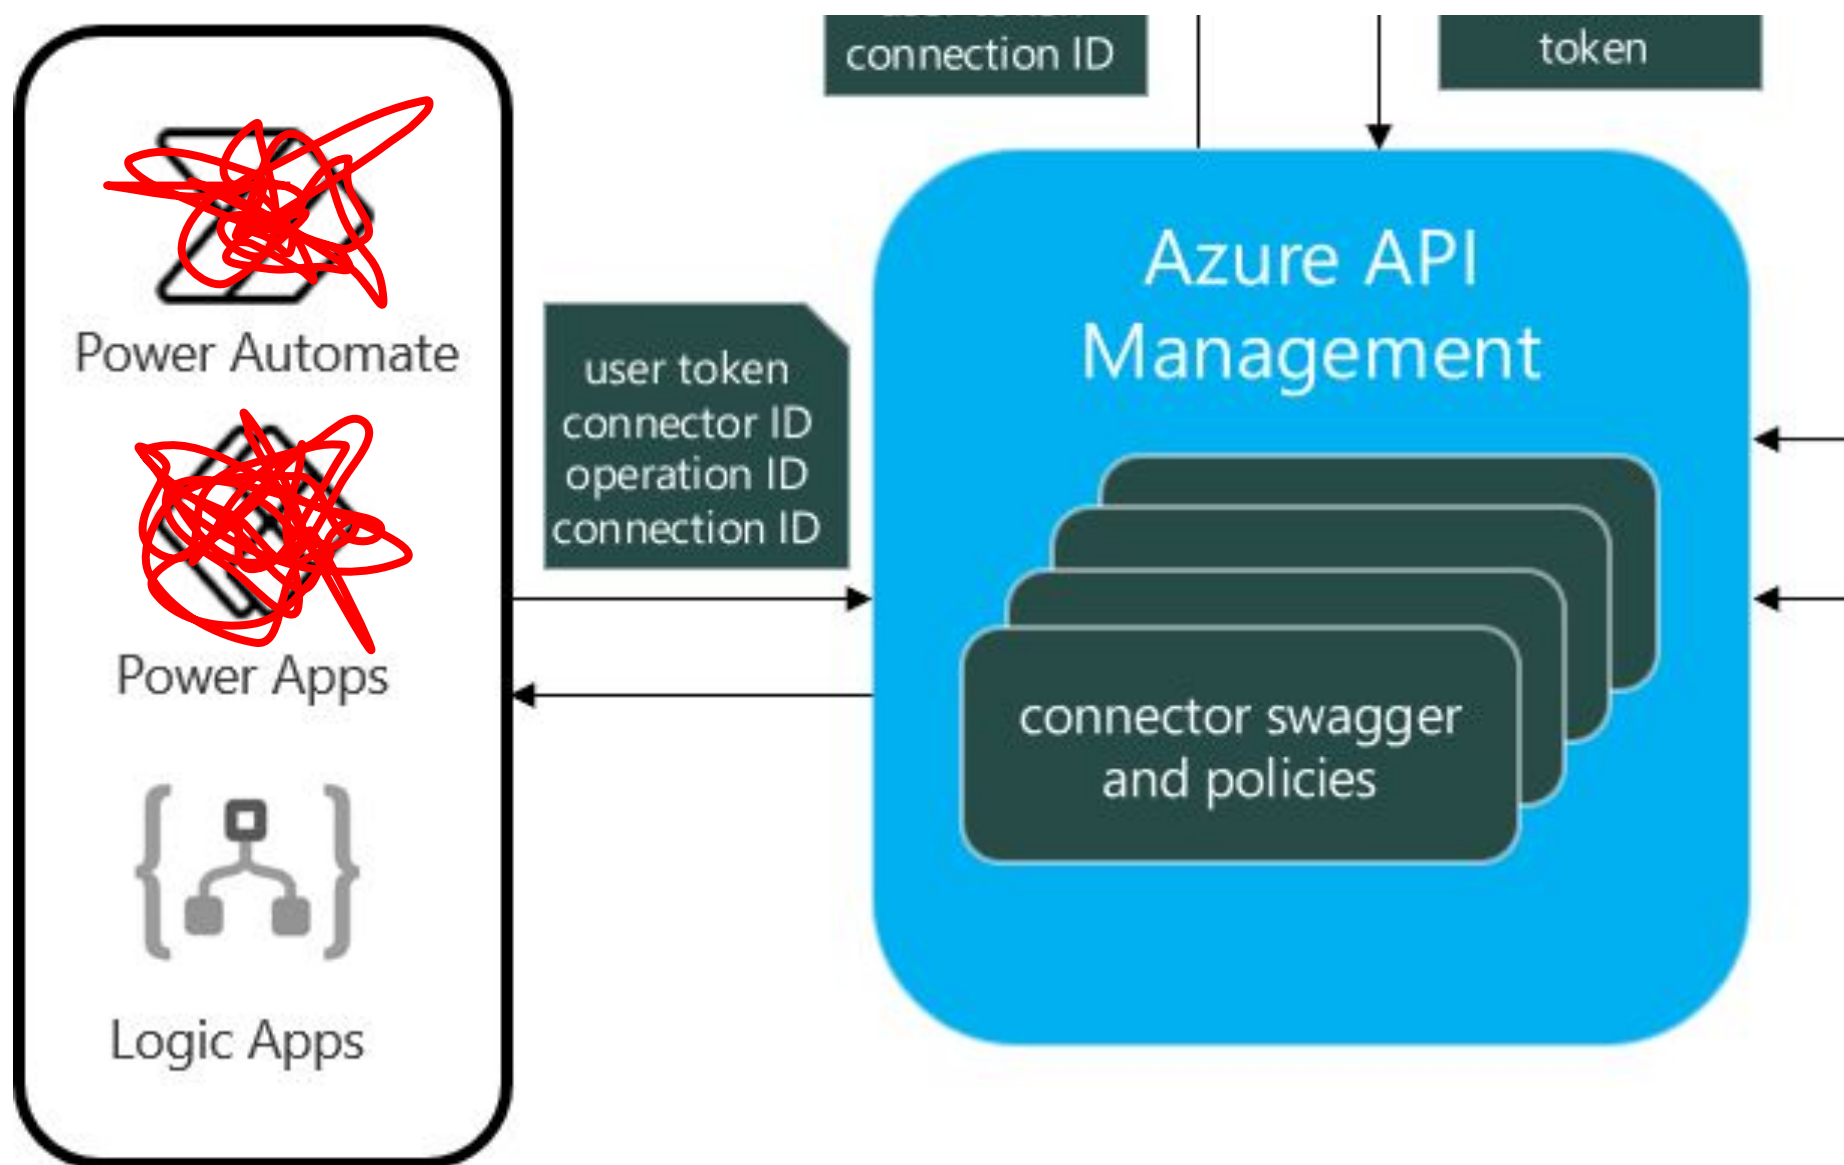 connection ID
token
Power Automate
Power Apps
Logic Apps
user token
connector ID
operation ID
connection ID
Azure API
Management
connector swagger
and policies